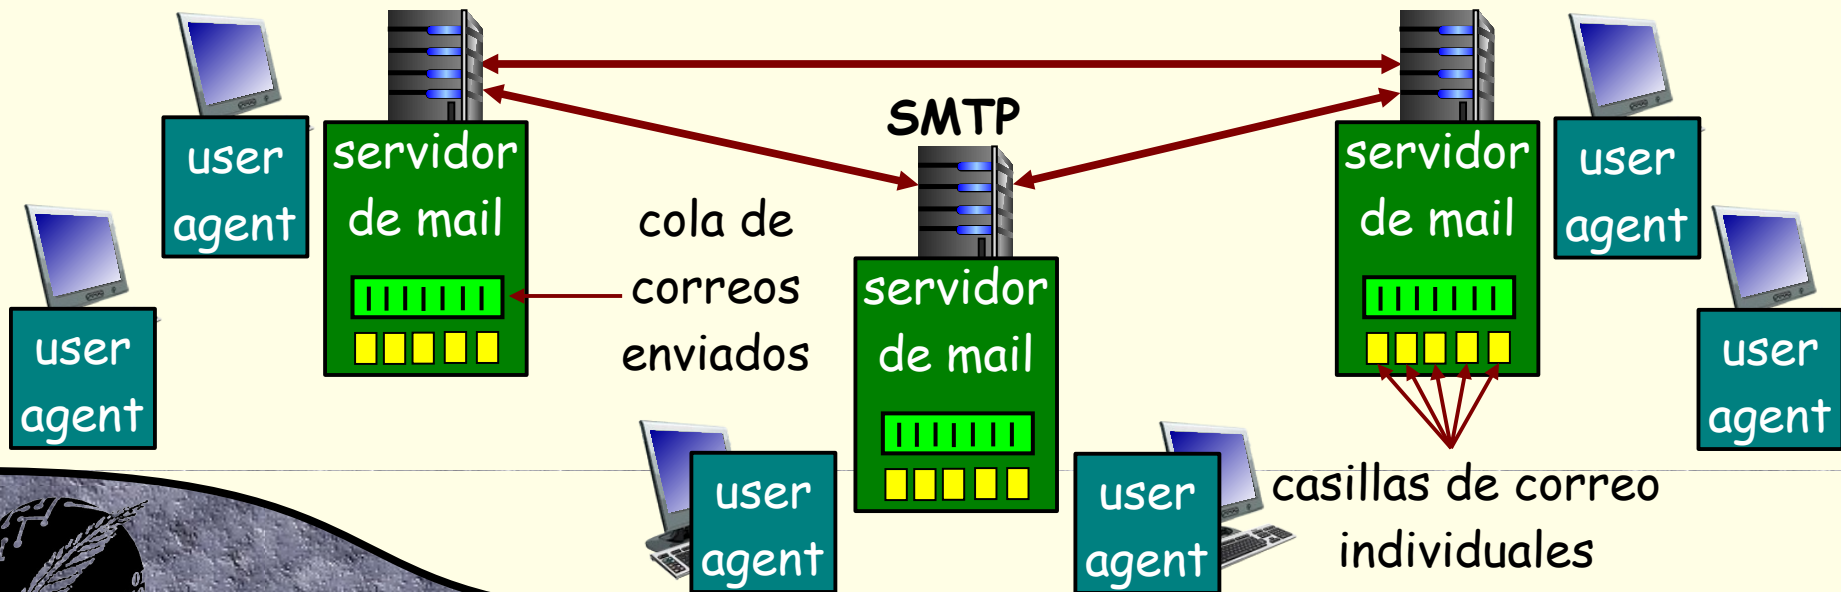 SMTP
user
agent
servidor
de mail
servidor
de mail
user
agent
user
agent
cola de
correos
enviados
servidor
de mail
user
agent
user
agent
user
agent
casillas de correo
individuales